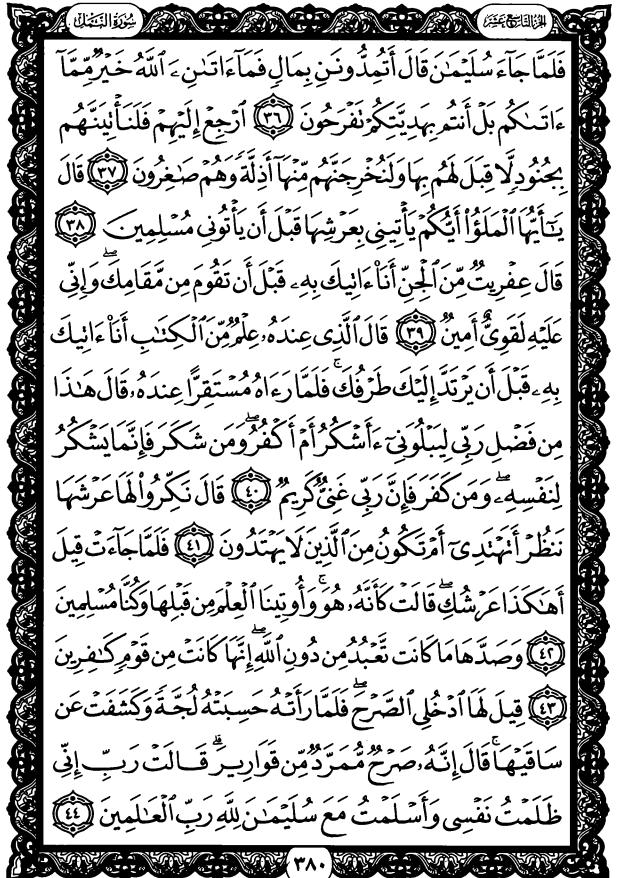 الجزء التاسع عشر
سورة النمل
فَلَمَّا جَآءَ سُلَيْمَـٰنَ قَالَ أَتُمِدُّونَنِ بِمَالٍ فَمَآ ءَاتَىٰنِۦَ ٱللَّهُ خَيْرٌ مِّمَّآ
ءَاتَىٰكُم بَلْ أَنتُم بِهَدِيَّتِكُمْ تَفْرَحُونَ ٣٦ ٱرْجِعْ إِلَيْهِمْ فَلَنَأْتِيَنَّهُم
بِجُنُودٍ لَّا قِبَلَ لَهُم بِهَا وَلَنُخْرِجَنَّهُم مِّنْهَآ أَذِلَّةً وَهُمْ صَـٰغِرُونَ ٣٧ قَالَ
يَـٰٓأَيُّهَا ٱلْمَلَؤُا۟ أَيُّكُمْ يَأْتِينِى بِعَرْشِهَا قَبْلَ أَن يَأْتُونِى مُسْلِمِينَ ٣٨
قَالَ عِفْرِيتٌ مِّنَ ٱلْجِنِّ أَنَا۠ ءَاتِيكَ بِهِۦ قَبْلَ أَن تَقُومَ مِن مَّقَامِكَ ۖ وَإِنِّى
عَلَيْهِ لَقَوِىٌّ أَمِينٌ ٣٩ قَالَ ٱلَّذِى عِندَهُۥ عِلْمٌ مِّنَ ٱلْكِتَـٰبِ أَنَا۠ ءَاتِيكَ
بِهِۦ قَبْلَ أَن يَرْتَدَّ إِلَيْكَ طَرْفُكَ ۚ فَلَمَّا رَءَاهُ مُسْتَقِرًّا عِندَهُۥ قَالَ هَـٰذَا
مِن فَضْلِ رَبِّى لِيَبْلُوَنِىٓ ءَأَشْكُرُ أَمْ أَكْفُرُ ۖ وَمَن شَكَرَ فَإِنَّمَا يَشْكُرُ
لِنَفْسِهِۦ ۖ وَمَن كَفَرَ فَإِنَّ رَبِّى غَنِىٌّ كَرِيمٌ ٤٠ قَالَ نَكِّرُوا۟ لَهَا عَرْشَهَا
نَنظُرْ أَتَهْتَدِىٓ أَمْ تَكُونُ مِنَ ٱلَّذِينَ لَا يَهْتَدُونَ ٤١ فَلَمَّا جَآءَتْ قِيلَ
أَهَـٰكَذَا عَرْشُكِ ۖ قَالَتْ كَأَنَّهُۥ هُوَ ۚ وَأُوتِينَا ٱلْعِلْمَ مِن قَبْلِهَا وَكُنَّا مُسْلِمِينَ
٤٢ وَصَدَّهَا مَا كَانَت تَّعْبُدُ مِن دُونِ ٱللَّهِ ۖ إِنَّهَا كَانَتْ مِن قَوْمٍ كَـٰفِرِينَ
٤٣ قِيلَ لَهَا ٱدْخُلِى ٱلصَّرْحَ ۖ فَلَمَّا رَأَتْهُ حَسِبَتْهُ لُجَّةً وَكَشَفَتْ عَن
سَاقَيْهَا ۚ قَالَ إِنَّهُۥ صَرْحٌ مُّمَرَّدٌ مِّن قَوَارِيرَ ۗ قَالَتْ رَبِّ إِنِّى
ظَلَمْتُ نَفْسِى وَأَسْلَمْتُ مَعَ سُلَيْمَـٰنَ لِلَّهِ رَبِّ ٱلْعَـٰلَمِينَ ٤٤
٣٨٠